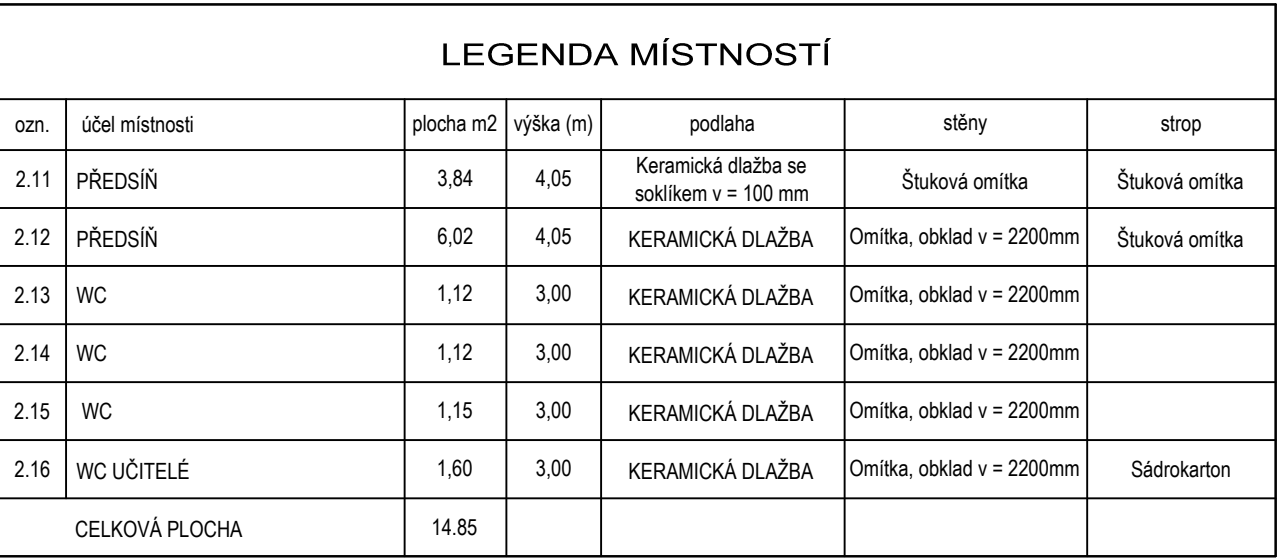 LEGENDA MÍSTNOSTÍ
ozn. účel místnosti plocha m2 výška (m) podlaha stěny strop
2.11 PŘEDSÍŇ 3,84 4,05 Keramická dlažba se soklíkem v = 100 mm Štuková omítka Štuková omítka
2.12 PŘEDSÍŇ 6,02 4,05 KERAMICKÁ DLAŽBA Omítka, obklad v = 2200mm Štuková omítka
2.13 WC 1,12 3,00 KERAMICKÁ DLAŽBA Omítka, obklad v = 2200mm
2.14 WC 1,12 3,00 KERAMICKÁ DLAŽBA Omítka, obklad v = 2200mm
2.15 WC 1,15 3,00 KERAMICKÁ DLAŽBA Omítka, obklad v = 2200mm
2.16 WC UČITELÉ 1,60 3,00 KERAMICKÁ DLAŽBA Omítka, obklad v = 2200mm Sádrokarton
CELKOVÁ PLOCHA 14.85